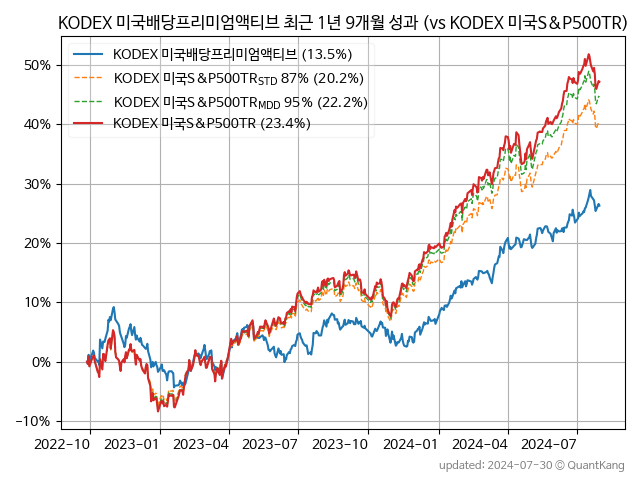 KODEX 미국배당프리미엄액티브 최근 1년 9개월 성과 (vs KODEX 미국S&P500TR)
KODEX 미국배당프리미엄액티브 (13.5%)
KODEX 미국S&P500TR_STD 87% (20.2%)
KODEX 미국S&P500TR_MDD 95% (22.2%)
KODEX 미국S&P500TR (23.4%)
50%
40%
30%
20%
10%
0%
-10%
2022-10 2023-01 2023-04 2023-07 2023-10 2024-01 2024-04 2024-07
updated: 2024-07-30 © QuantKang